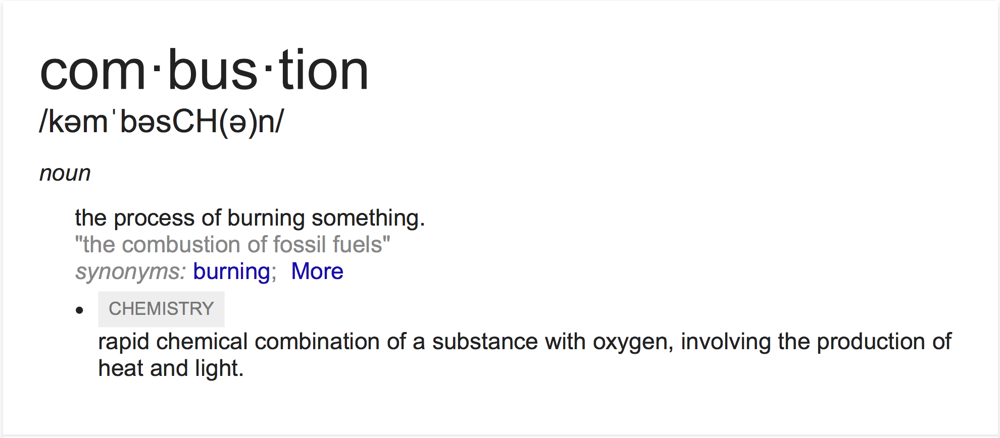 com·bus·tion
/kəmˈbəsCH(ə)n/
noun
the process of burning something.
"the combustion of fossil fuels"
synonyms: burning; More
• CHEMISTRY
rapid chemical combination of a substance with oxygen, involving the production of
heat and light.